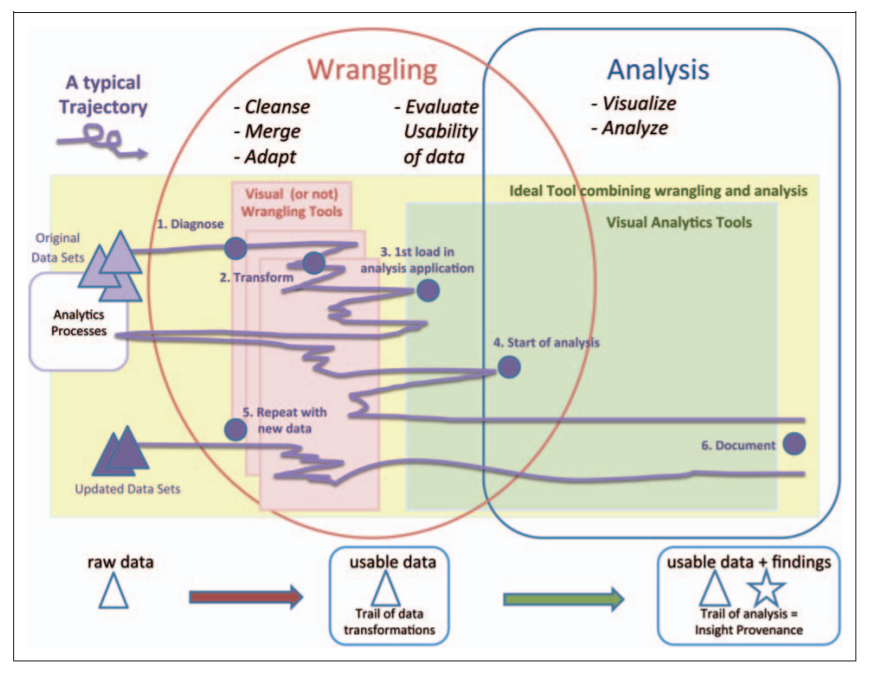 Wrangling
Analysis
A typical
Trajectory
- Cleanse
- Merge
- Adapt
- Evaluate
Usability
of data
- Visualize
- Analyze
Visual (or not)
Wrangling Tools
Ideal Tool combining wrangling and analysis
Visual Analytics Tools
Original
Data Sets
1. Diagnose
2. Transform
3. 1st load in
analysis application
Analytics
Processes
4. Start of analysis
5. Repeat with
new data
6. Document
Updated Data Sets
raw data
usable data
Trail of data
transformations
usable data + findings
Trail of analysis =
Insight Provenance